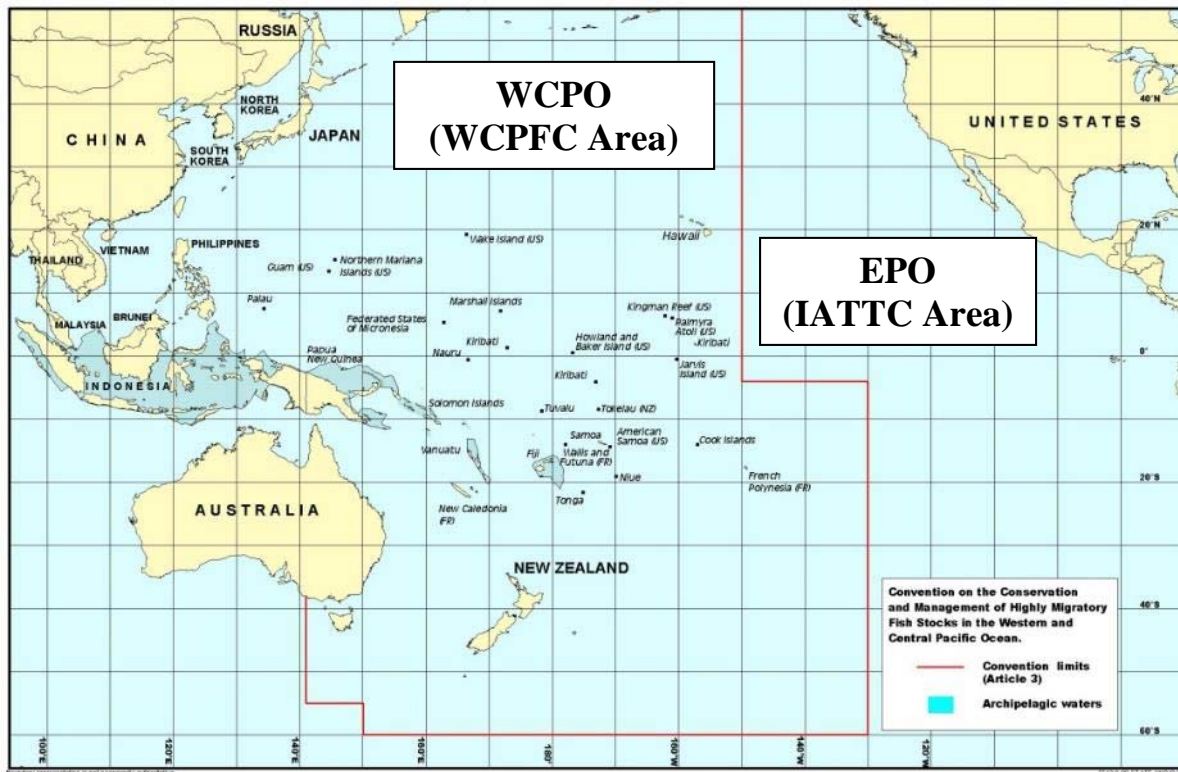 RUSSIA
WCPO
(WCPFC Area)
NORTH
KOREA
40°N
CHINA
JAPAN
UNITED STATES
SOUTH
KOREA
20°N
Wake Island (US)
Hawaii
PHILIPPINES
VIETNAM
THAILAND
Northern Mariana
Islands (US)
Guam (US)
EPO
(IATTC Area)
Palau
Marshall Islands
Kingman Reef (US)
Palmyra
Atoll (US)
Kiribati
BRUNEI
MALAYSIA
Federated States
of Micronesia
Howland and
Baker Island (US)
Kiribati
Papua
New Guinea
Nauru
0°
Jarvis
Island (US)
INDONESIA
Kiribati
Solomon Islands
Tuvalu
Tokelau (NZ)
Samoa
American
Samoa (US)
Cook Islands
Vanuatu
Fiji
Wallis and
Futuna (FR)
Niue
French
Polynesia (FR)
20°S
Tonga
New Caledonia
(FR)
AUSTRALIA
NEW ZEALAND
Convention on the Conservation
and Management of Highly Migratory
Fish Stocks in the Western and
Central Pacific Ocean.
40°S
Convention limits
(Article 3)
Archipelagic waters
60°S
100°E
120°E
140°E
160°E
180°
160°W
140°W
120°W